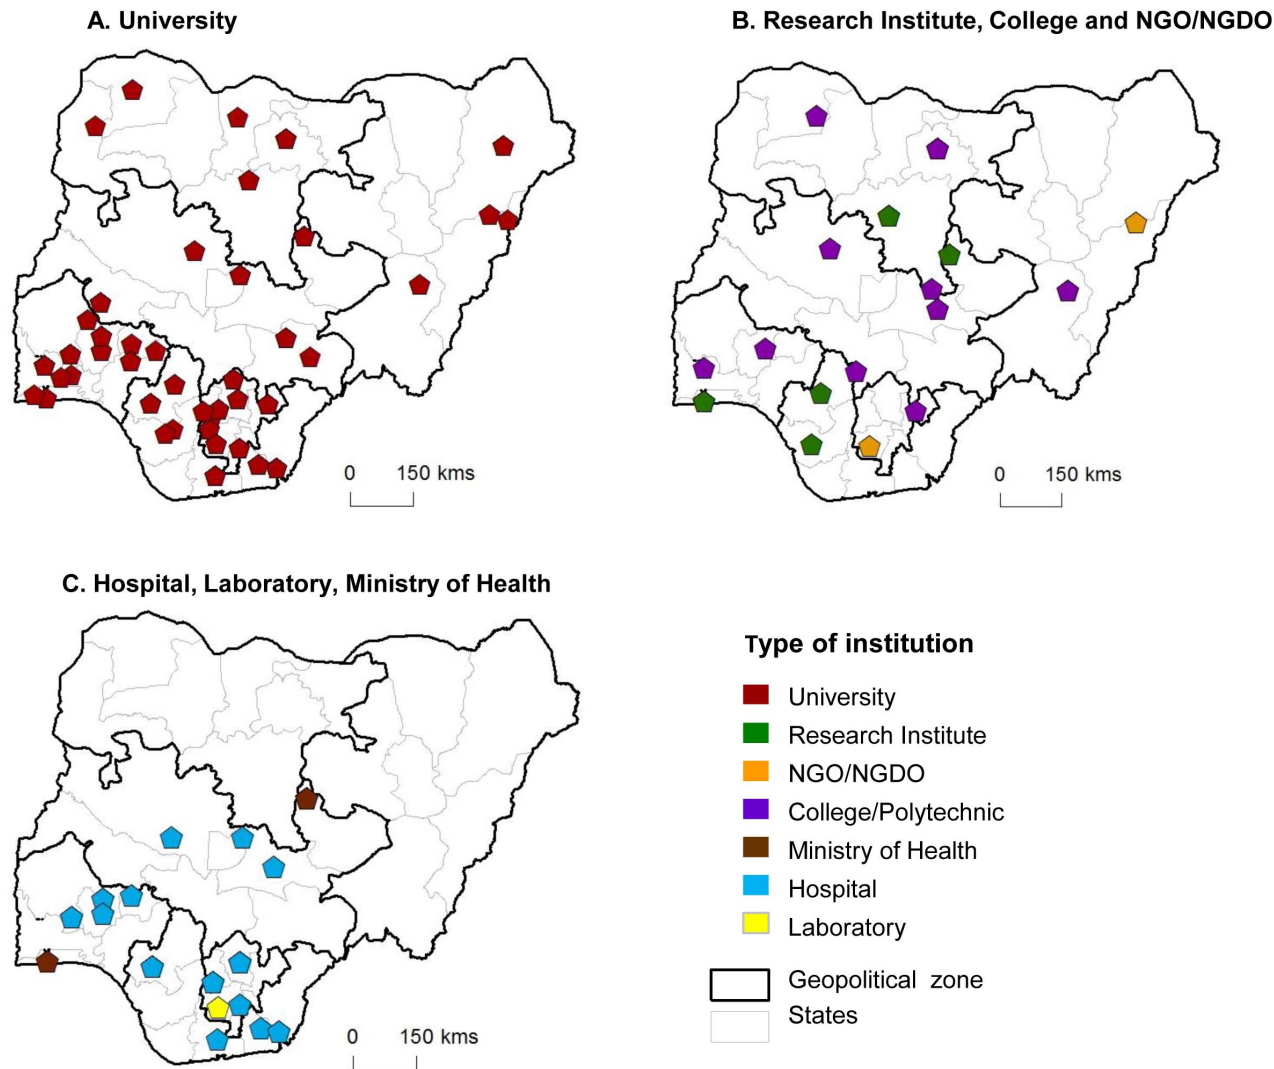 A. University
B. Research Institute, College and NGO/NGDO
0 150 kms
0 150 kms
C. Hospital, Laboratory, Ministry of Health
0 150 kms
Type of institution
University
Research Institute
NGO/NGDO
College/Polytechnic
Ministry of Health
Hospital
Laboratory
Geopolitical zone
States